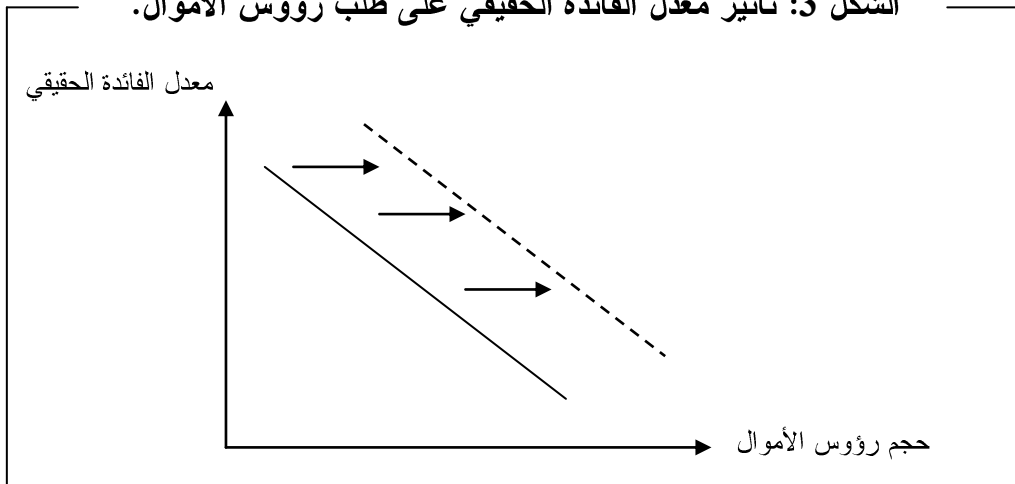 الشكل 3: تأثير معدل الفائدة الحقيقي على طلب رؤوس الأموال.
معدل الفائدة الحقيقي
حجم رؤوس الأموال